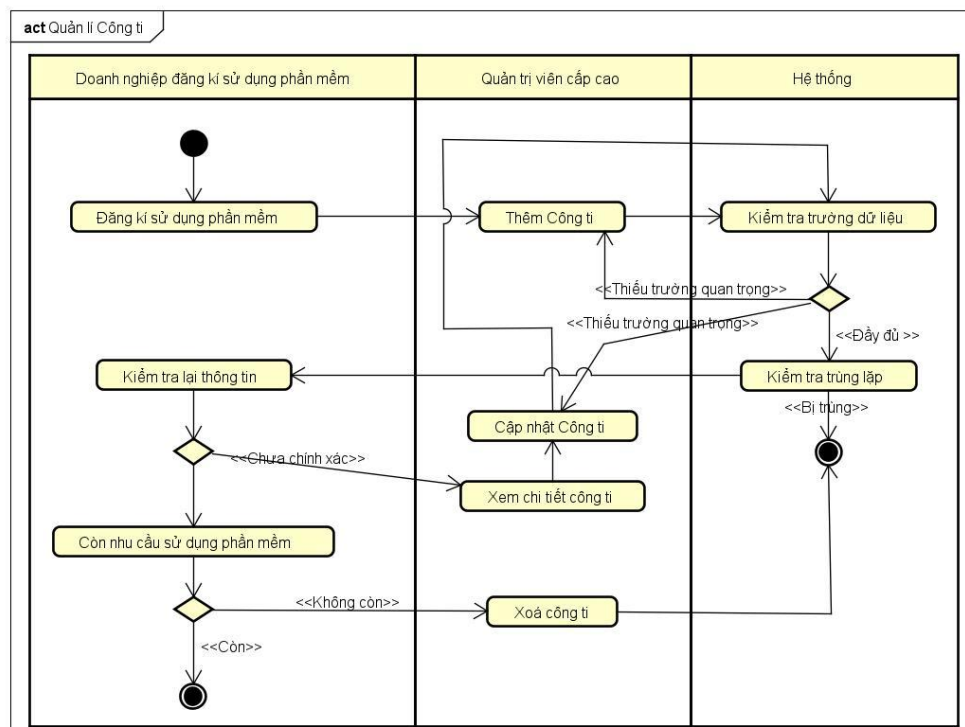 act Quản lí Công ti
Doanh nghiệp đăng kí sử dụng phần mềm
Quản trị viên cấp cao
Hệ thống
Đăng kí sử dụng phần mềm
Thêm Công ti
Kiểm tra trường dữ liệu
<<Thiếu trường quan trọng>>
<<Thiếu trường quan trọng>>
<<Đầy đủ >>
Kiểm tra lại thông tin
Kiểm tra trùng lặp
<<Bị trùng>>
Cập nhật Công ti
<<Chưa chính xác>>
Xem chi tiết công ti
Còn nhu cầu sử dụng phần mềm
<<Không còn>>
Xoá công ti
<<Còn>>